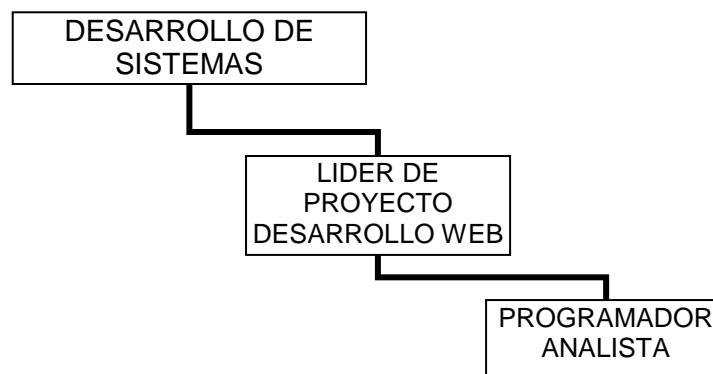 DESARROLLO DE
SISTEMAS
LIDER DE
PROYECTO
DESARROLLO WEB
PROGRAMADOR
ANALISTA